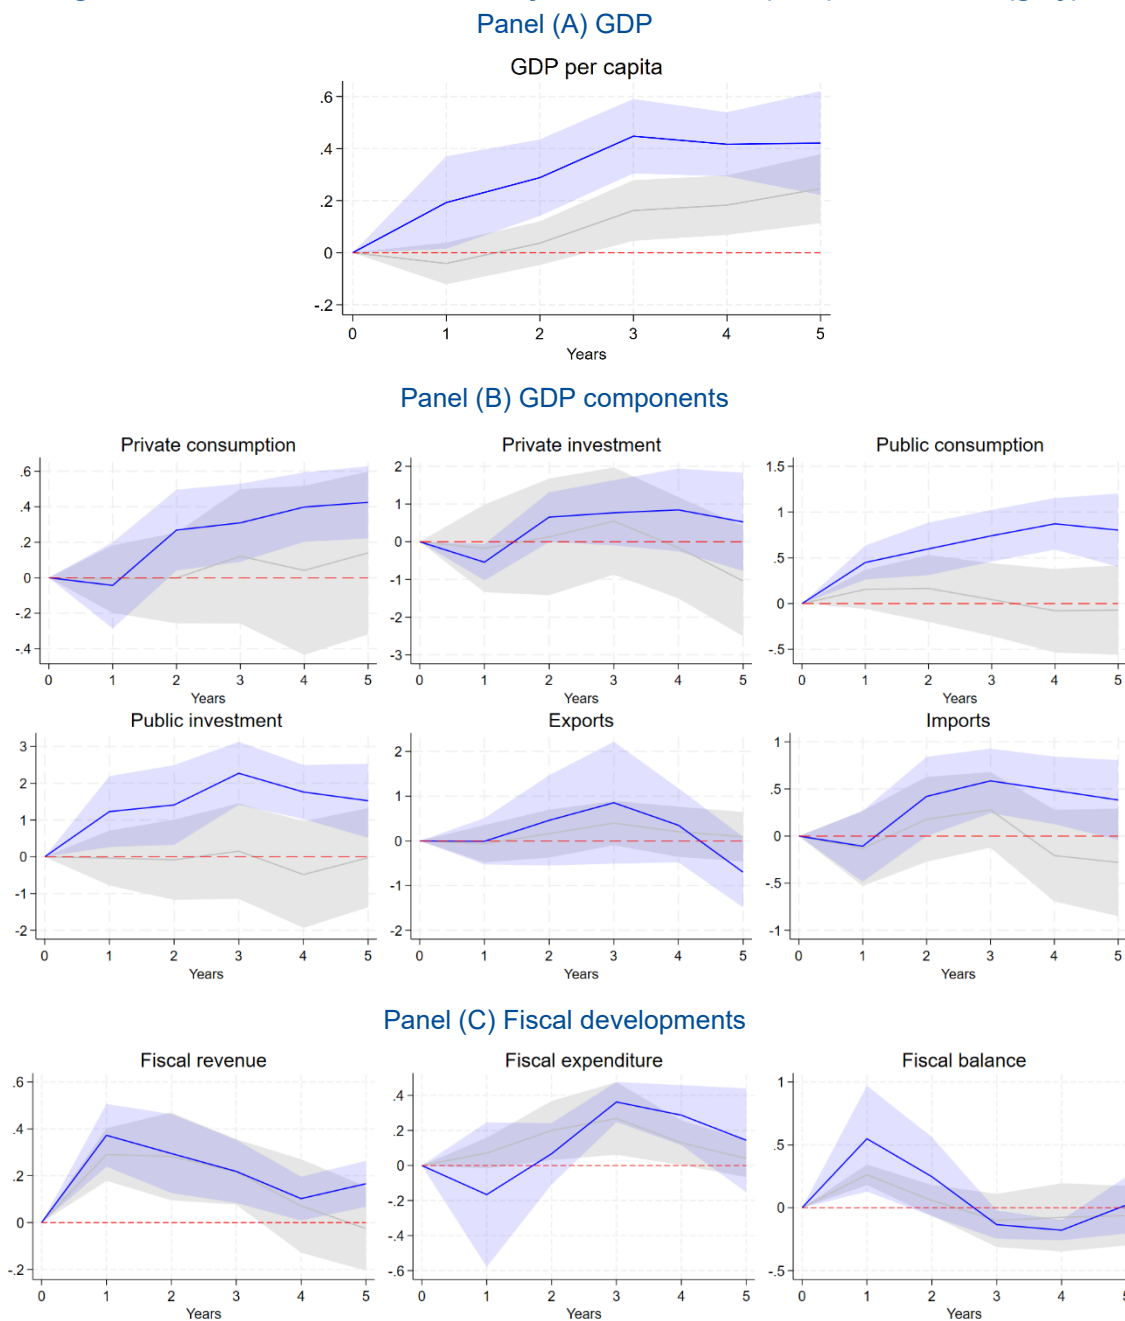 Panel (A) GDP
GDP per capita
.6
.4
.2
0
-.2
0 1 2 3 4 5
Years
Panel (B) GDP components
Private consumption Private investment Public consumption
.6
.4
.2
0
-.2
-.4
0 1 2 3 4 5
Years
2
1
0
-1
-2
-3
0 1 2 3 4 5
Years
1.5
1
.5
0
-.5
0 1 2 3 4 5
Years
Public investment Exports Imports
3
2
1
0
-1
-2
0 1 2 3 4 5
Years
2
1
0
-1
-2
0 1 2 3 4 5
Years
1
.5
0
-.5
-1
0 1 2 3 4 5
Years
Panel (C) Fiscal developments
Fiscal revenue Fiscal expenditure Fiscal balance
.6
.4
.2
0
-.2
0 1 2 3 4 5
Years
.4
.2
0
-.2
-.4
-.6
0 1 2 3 4 5
Years
1
.5
0
-.5
0 1 2 3 4 5
Years